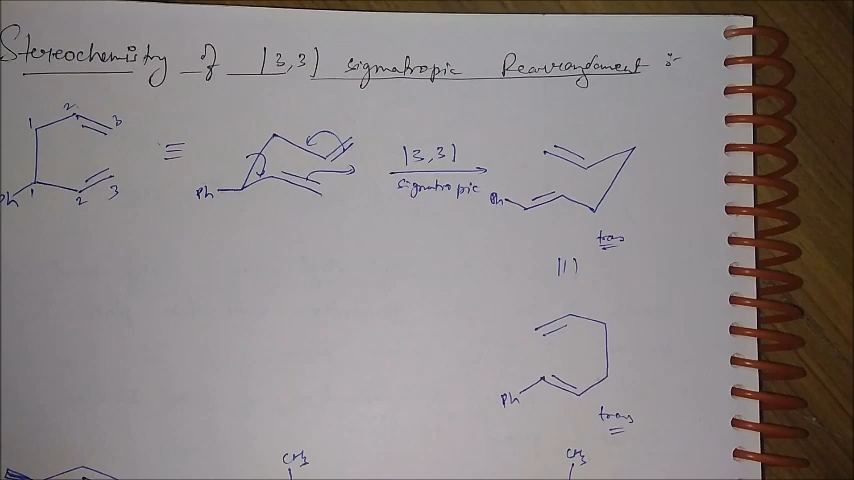 Stereochemistry of [3,3] sigmatropic Rearrangement :-
1 2 3
Ph 1 2 3
≡
Ph
[3,3]
sigmatropic
Ph
trans
|||
Ph
trans
CH3
CH3